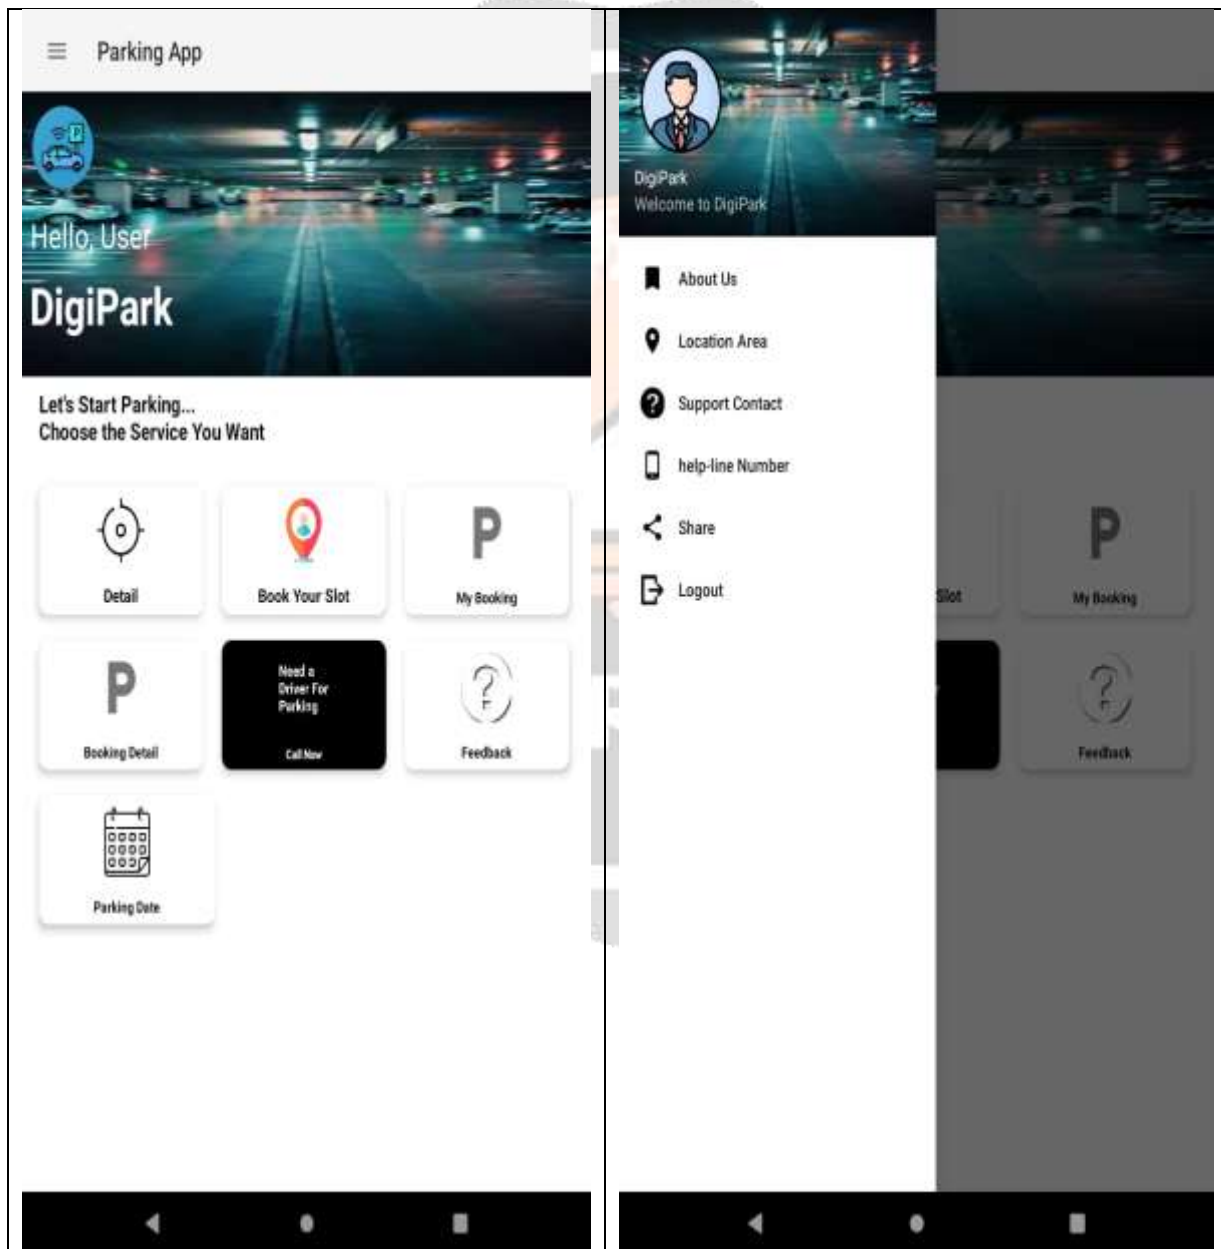 Parking App
P
Hello, User
DigiPark
Let's Start Parking...
Choose the Service You Want
Detail
Book Your Slot
P
My Booking
P
Booking Detail
Need a
Driver For
Parking
Call Now
?
Feedback
Parking Date
DigiPark
Welcome to DigiPark
About Us
Location Area
?
Support Contact
help-line Number
Share
Logout
Slot
P
My Booking
?
Feedback